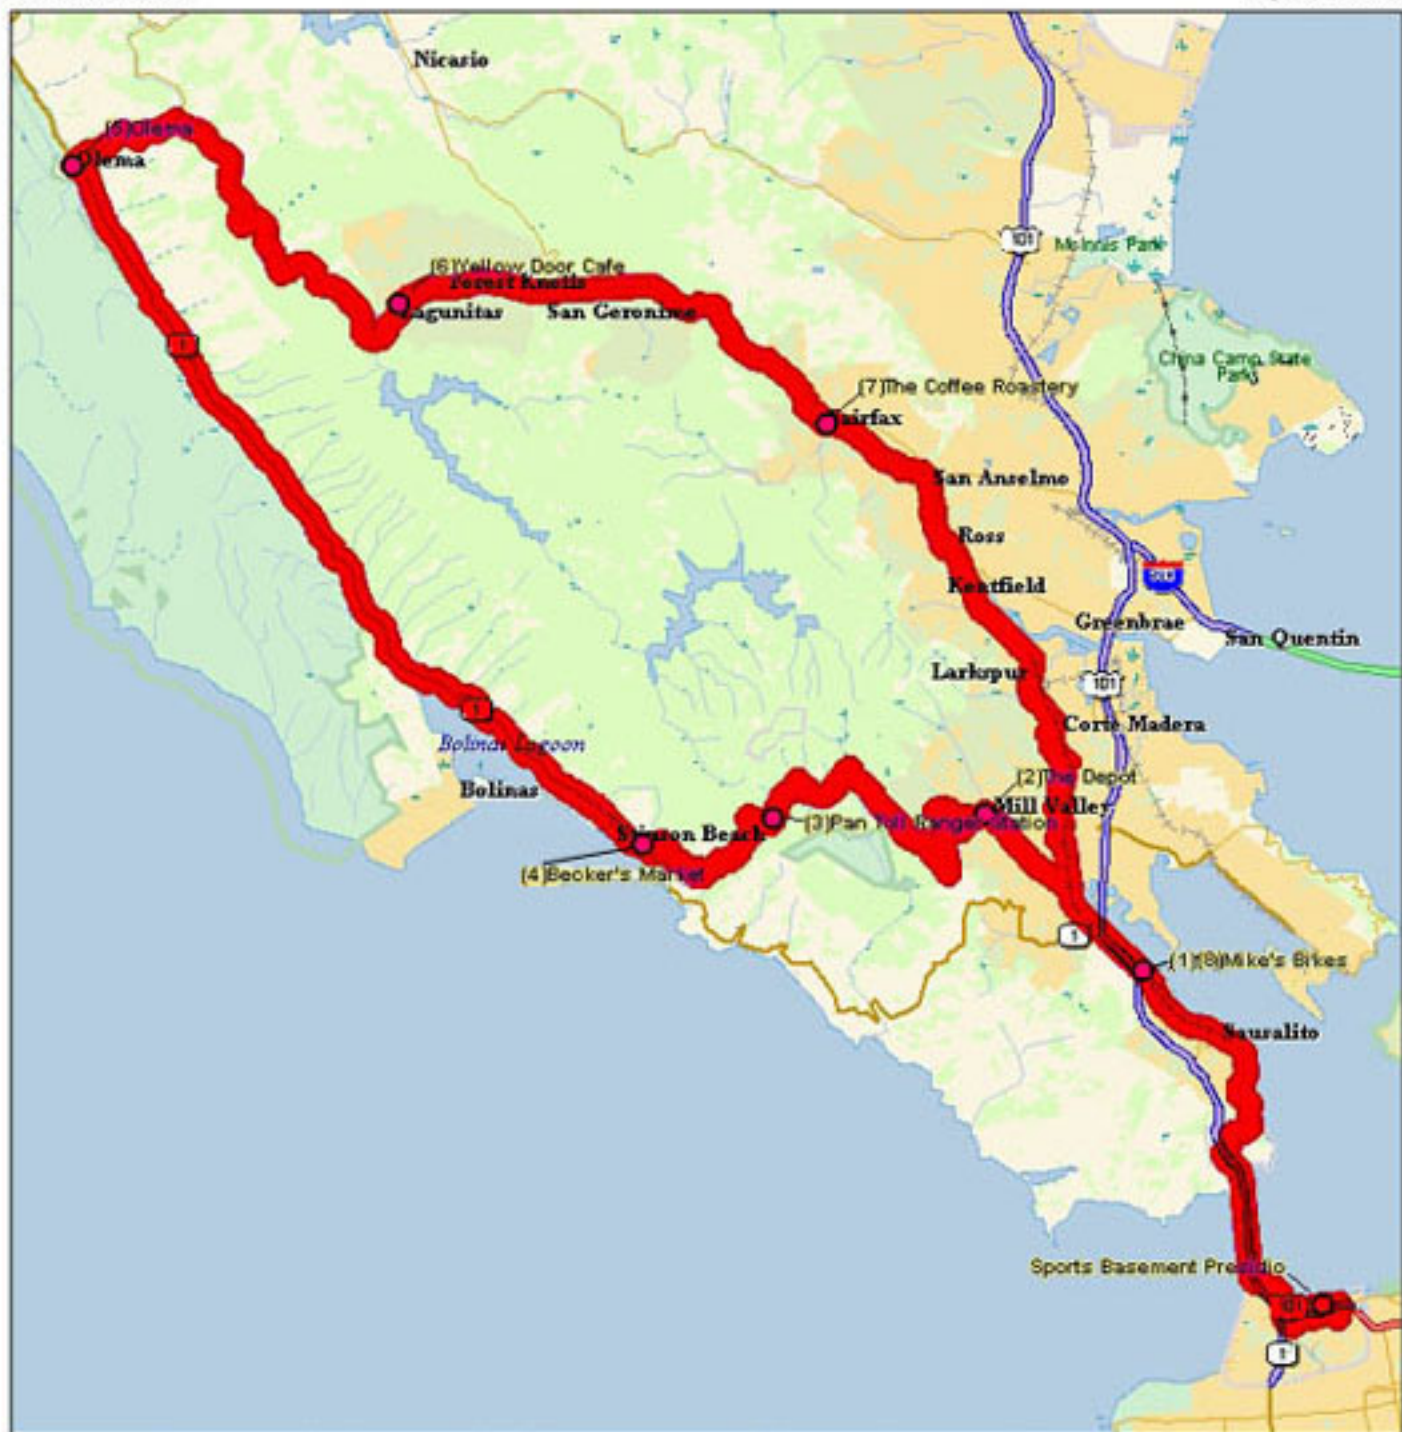 Nicasio
(5)Olema
Olema
101
McInnis Park
(6)Yellow Door Cafe
Forest Knolls
Lagunitas
San Geronimo
1
China Camp State
Park
(7)The Coffee Roastery
Fairfax
San Anselmo
Ross
Kentfield
Greenbrae
San Quentin
Larkspur
101
1
Corte Madera
Bolinas Lagoon
(2)The Depot
Bolinas
Mill Valley
(3)Pan Toll Ranger Station
Stinson Beach
(4)Becker's Market
1
(1)(8)Mike's Bikes
Sausalito
Sports Basement Presidio
101
1